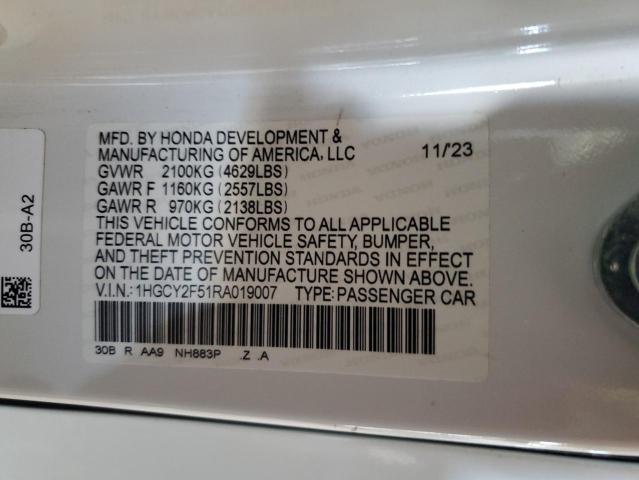 MFD. BY HONDA DEVELOPMENT &
MANUFACTURING OF AMERICA, LLC 11/23
GVWR 2100KG (4629LBS)
GAWR F 1160KG (2557LBS)
GAWR R 970KG (2138LBS)
THIS VEHICLE CONFORMS TO ALL APPLICABLE
FEDERAL MOTOR VEHICLE SAFETY, BUMPER,
AND THEFT PREVENTION STANDARDS IN EFFECT
ON THE DATE OF MANUFACTURE SHOWN ABOVE.
V.I.N.: 1HGCY2F51RA019007 TYPE: PASSENGER CAR
30B R AA9 NH883P .Z .A
30B-A2